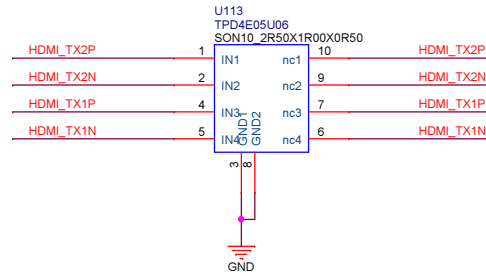 U113
TPD4E05U06
SON10_2R50X1R00X0R50
HDMI_TX2P 1 IN1 nc1 10 HDMI_TX2P
HDMI_TX2N 2 IN2 nc2 9 HDMI_TX2N
HDMI_TX1P 4 IN3 nc3 7 HDMI_TX1P
HDMI_TX1N 5 IN4 nc4 6 HDMI_TX1N
GND1
GND2
3
8
GND